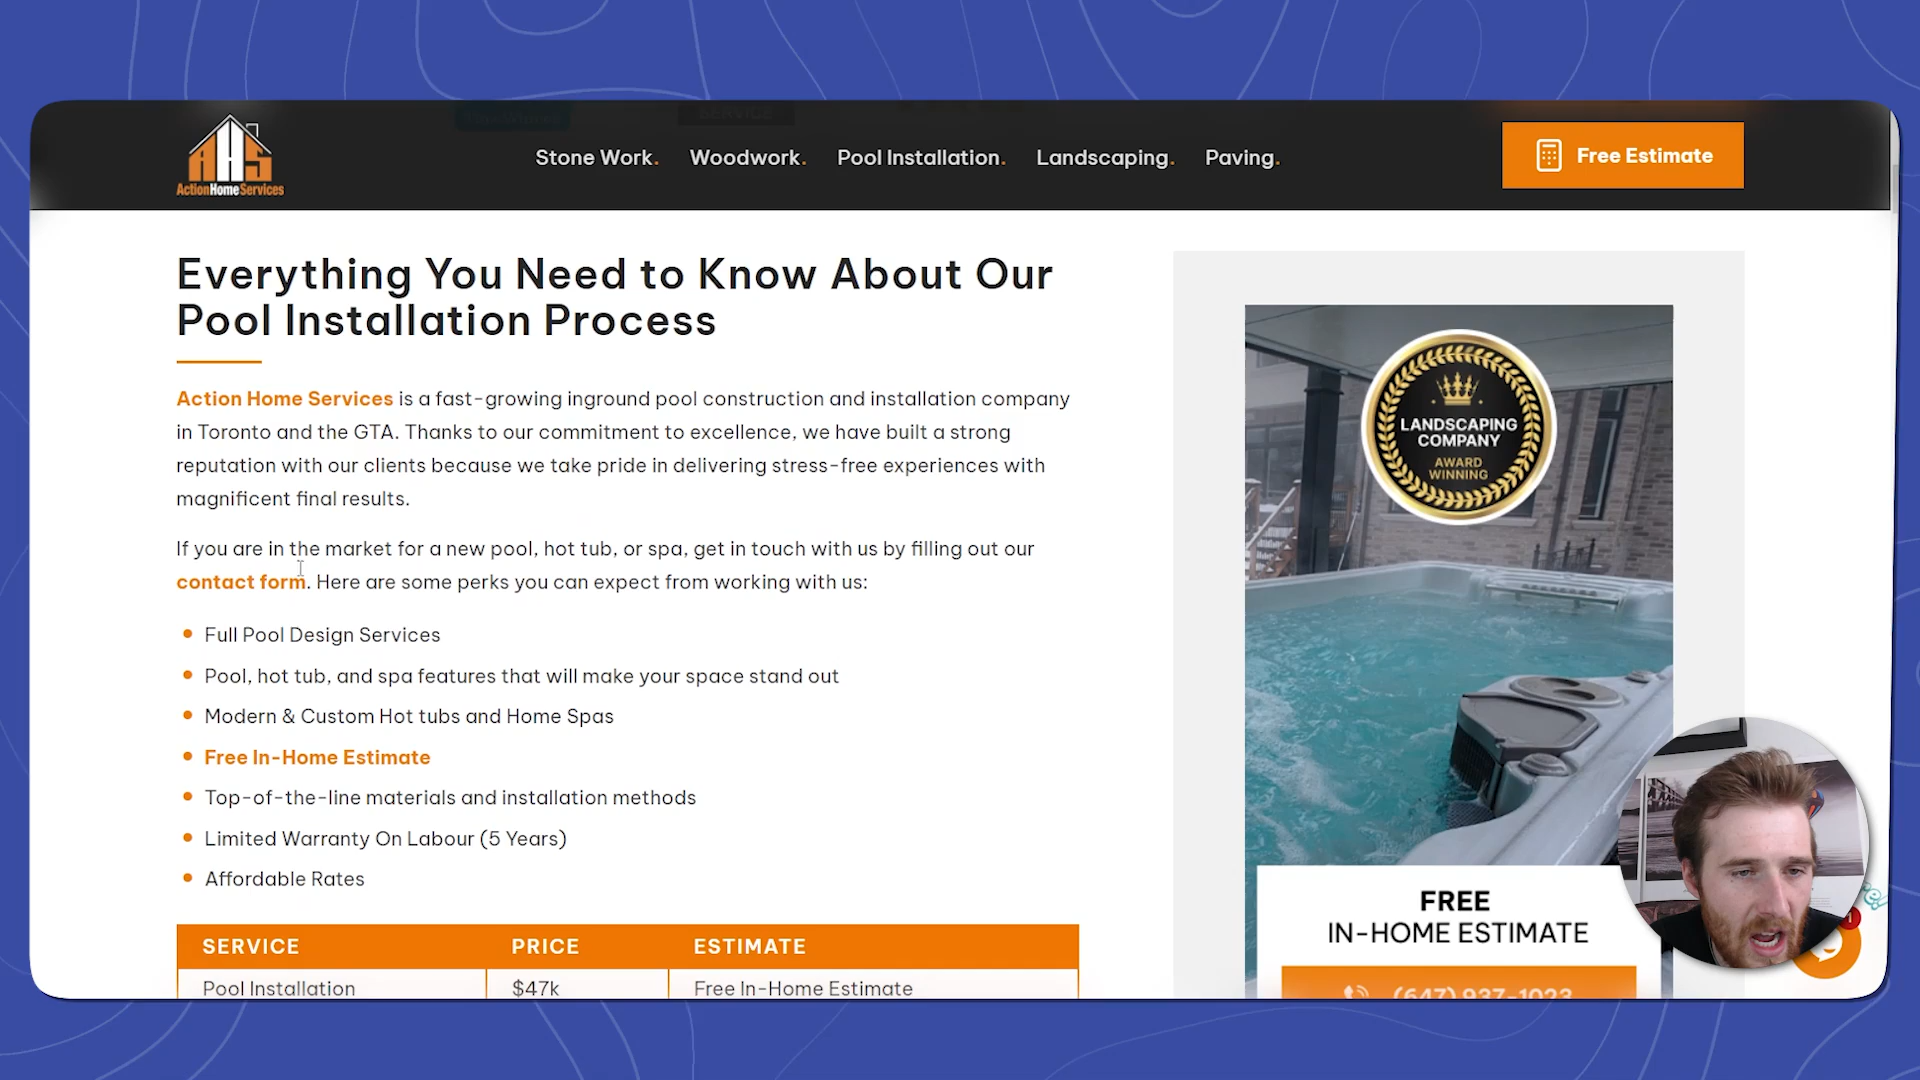 AHS
ActionHomeServices
Stone Work.
Woodwork.
Pool Installation.
Landscaping.
Paving.
Free Estimate
Everything You Need to Know About Our
Pool Installation Process
Action Home Services is a fast-growing inground pool construction and installation company
in Toronto and the GTA. Thanks to our commitment to excellence, we have built a strong
reputation with our clients because we take pride in delivering stress-free experiences with
magnificent final results.
If you are in the market for a new pool, hot tub, or spa, get in touch with us by filling out our
contact form. Here are some perks you can expect from working with us:
Full Pool Design Services
Pool, hot tub, and spa features that will make your space stand out
Modern & Custom Hot tubs and Home Spas
Free In-Home Estimate
Top-of-the-line materials and installation methods
Limited Warranty On Labour (5 Years)
Affordable Rates
SERVICE PRICE ESTIMATE
Pool Installation $47k Free In-Home Estimate
LANDSCAPING
COMPANY
AWARD
WINNING
FREE
IN-HOME ESTIMATE
(647) 937-1023
1